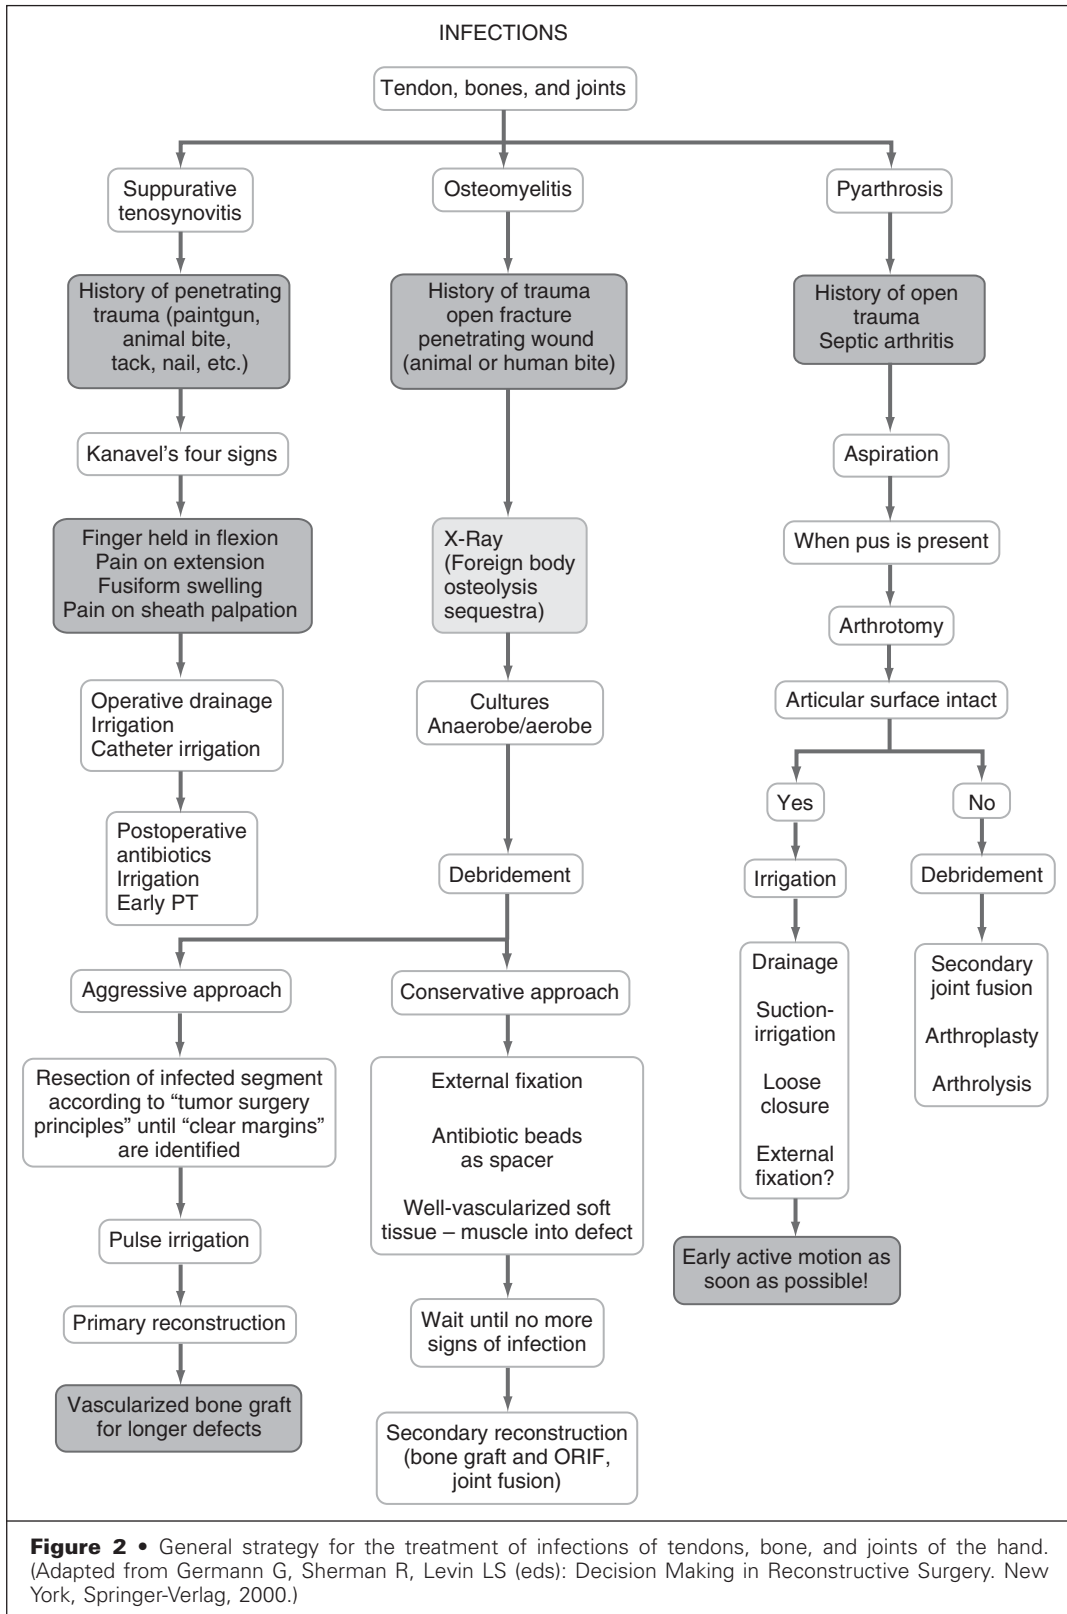 INFECTIONS
Tendon, bones, and joints
Suppurative
tenosynovitis
History of penetrating
trauma (paintgun,
animal bite,
tack, nail, etc.)
Kanavel's four signs
Finger held in flexion
Pain on extension
Fusiform swelling
Pain on sheath palpation
Operative drainage
Irrigation
Catheter irrigation
Postoperative
antibiotics
Irrigation
Early PT
Osteomyelitis
History of trauma
open fracture
penetrating wound
(animal or human bite)
X-Ray
(Foreign body
osteolysis
sequestra)
Cultures
Anaerobe/aerobe
Debridement
Aggressive approach
Resection of infected segment
according to “tumor surgery
principles” until “clear margins”
are identified
Pulse irrigation
Primary reconstruction
Vascularized bone graft
for longer defects
Conservative approach
External fixation
Antibiotic beads
as spacer
Well-vascularized soft
tissue – muscle into defect
Wait until no more
signs of infection
Secondary reconstruction
(bone graft and ORIF,
joint fusion)
Pyarthrosis
History of open
trauma
Septic arthritis
Aspiration
When pus is present
Arthrotomy
Articular surface intact
Yes
Irrigation
Drainage
Suction-
irrigation
Loose
closure
External
fixation?
Early active motion as
soon as possible!
No
Debridement
Secondary
joint fusion
Arthroplasty
Arthrolysis
Figure 2 • General strategy for the treatment of infections of tendons, bone, and joints of the hand.
(Adapted from Germann G, Sherman R, Levin LS (eds): Decision Making in Reconstructive Surgery. New
York, Springer-Verlag, 2000.)